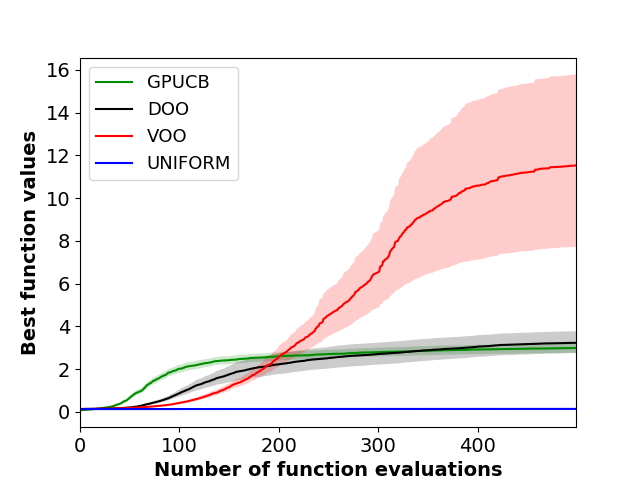 16
14
12
10
8
6
4
2
0
Best function values
GPUCB
DOO
VOO
UNIFORM
0 100 200 300 400
Number of function evaluations